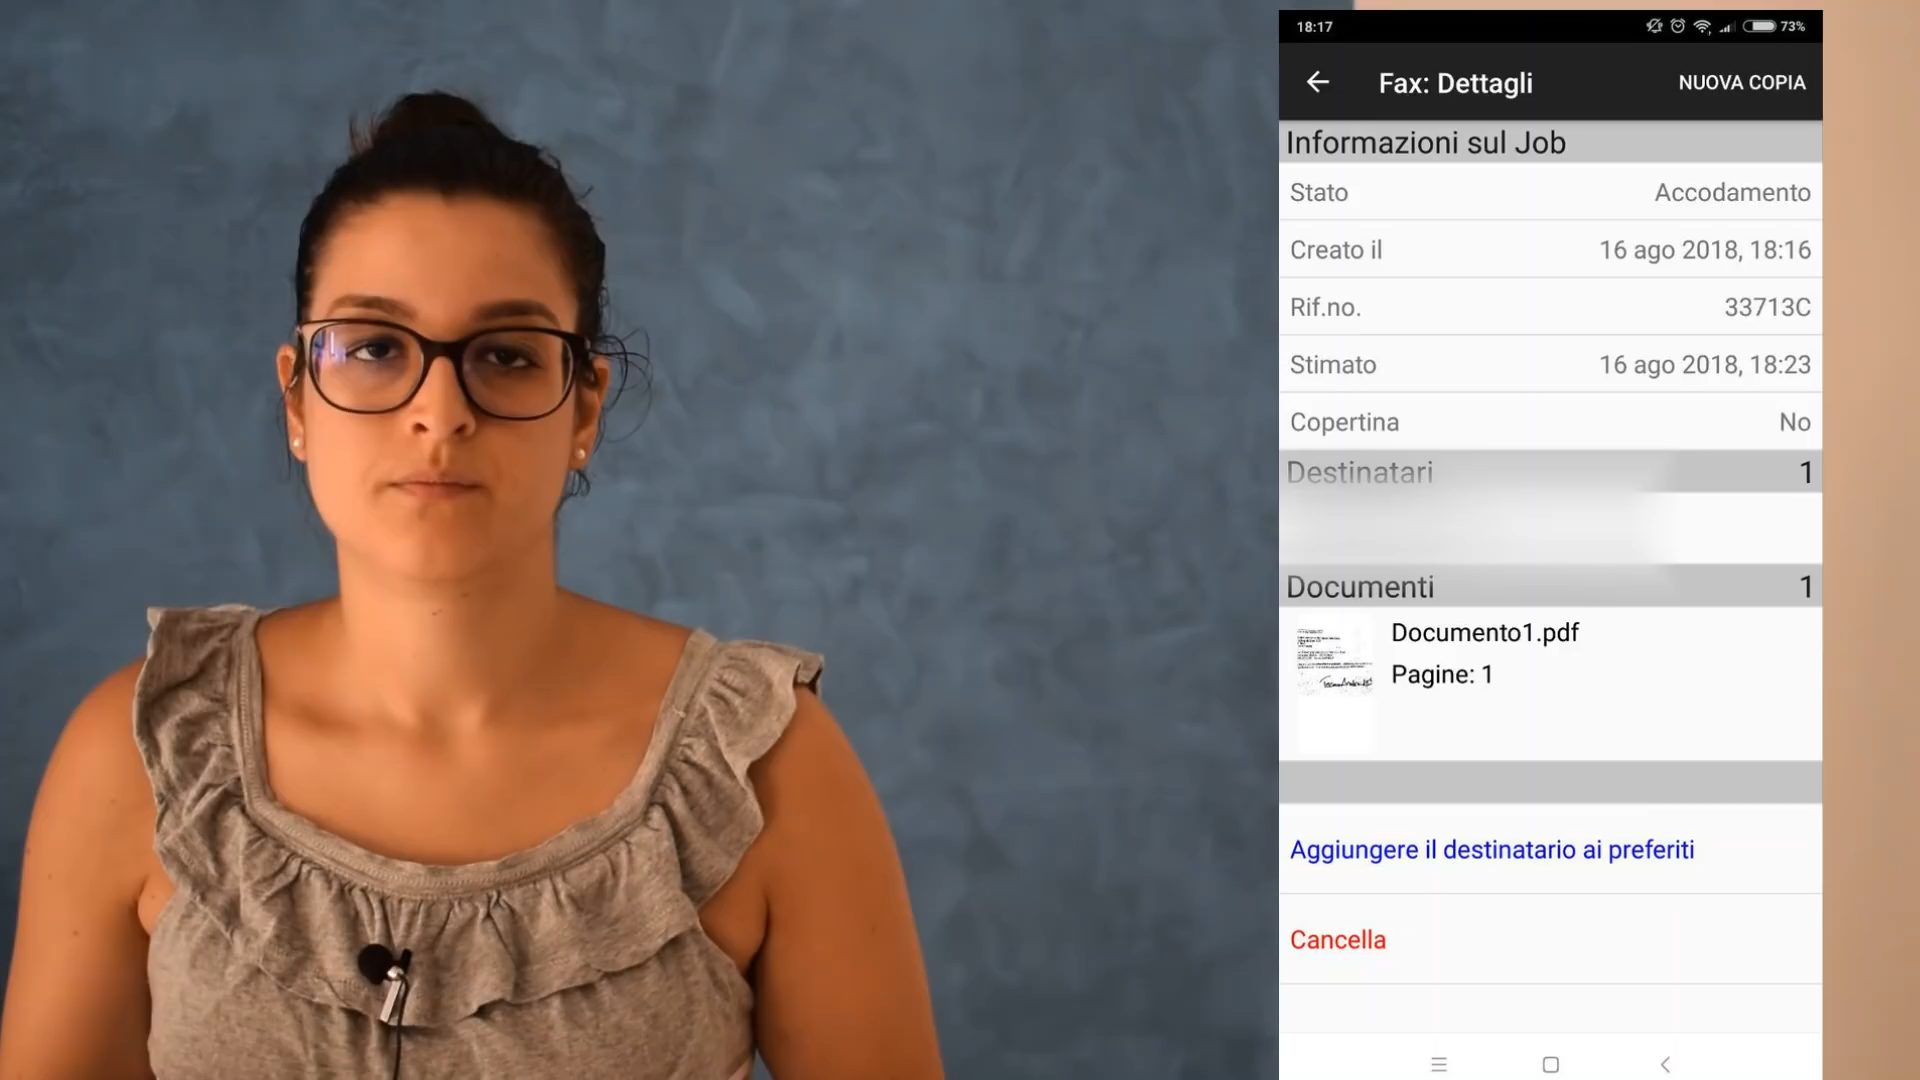 18:17
73%
Fax: Dettagli
NUOVA COPIA
Informazioni sul Job
Stato
Accodamento
Creato il
16 ago 2018, 18:16
Rif.no.
33713C
Stimato
16 ago 2018, 18:23
Copertina
No
Destinatari
1
Documenti
1
Documento1.pdf
Pagine: 1
Aggiungere il destinatario ai preferiti
Cancella